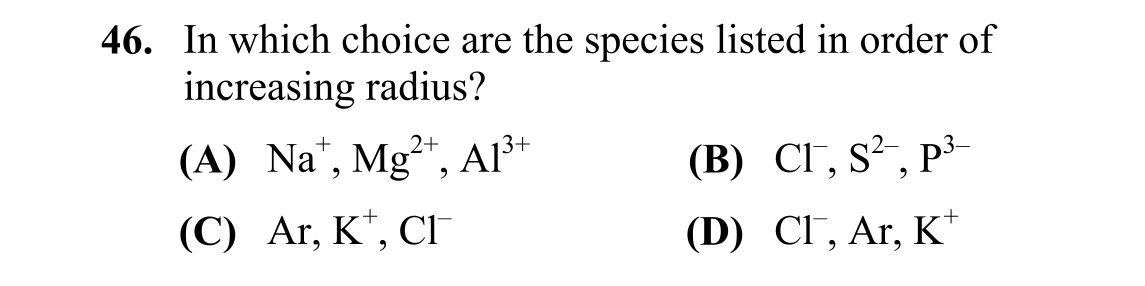 46. In which choice are the species listed in order of
increasing radius?
(A) Na⁺, Mg²⁺, Al³⁺ (B) Cl⁻, S²⁻, P³⁻
(C) Ar, K⁺, Cl⁻ (D) Cl⁻, Ar, K⁺